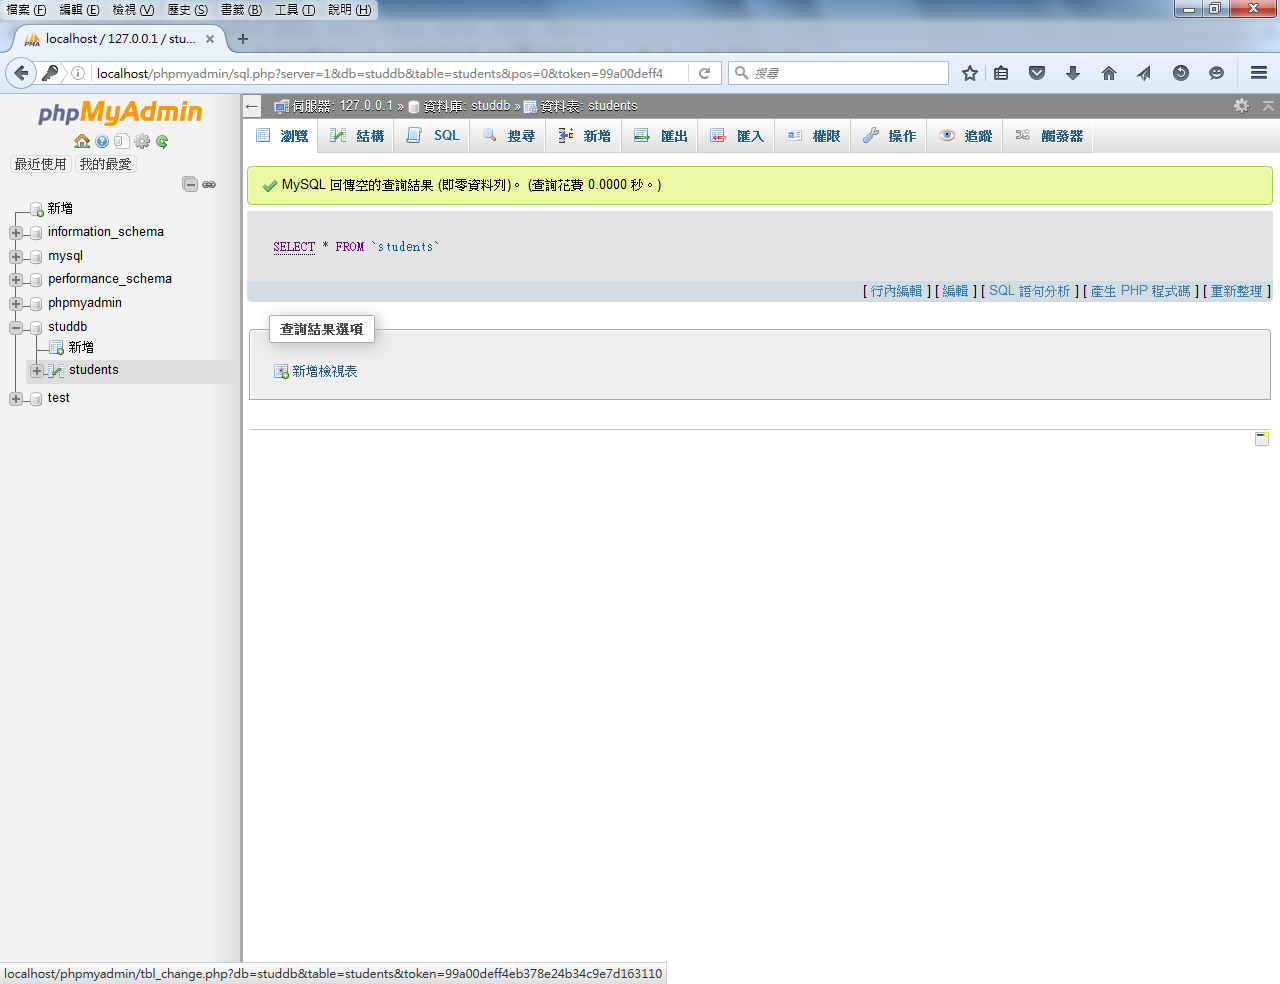 檔案 (F) 編輯 (E) 檢視 (V) 歷史 (S) 書籤 (B) 工具 (T) 說明 (H)
localhost / 127.0.0.1 / stu...
localhost/phpmyadmin/sql.php?server=1&db=studdb&table=students&pos=0&token=99a00deff4
搜尋
phpMyAdmin
最近使用 我的最愛
新增
information_schema
mysql
performance_schema
phpmyadmin
studdb
新增
students
test
伺服器: 127.0.0.1 » 資料庫: studdb » 資料表: students
瀏覽 結構 SQL 搜尋 新增 匯出 匯入 權限 操作 追蹤 觸發器
MySQL 回傳空的查詢結果 (即零資料列)。 (查詢花費 0.0000 秒。)
SELECT * FROM `students`
[ 行內編輯 ] [ 編輯 ] [ SQL 語句分析 ] [ 產生 PHP 程式碼 ] [ 重新整理 ]
查詢結果選項
新增檢視表
localhost/phpmyadmin/tbl_change.php?db=studdb&table=students&token=99a00deff4eb378e24b34c9e7d163110